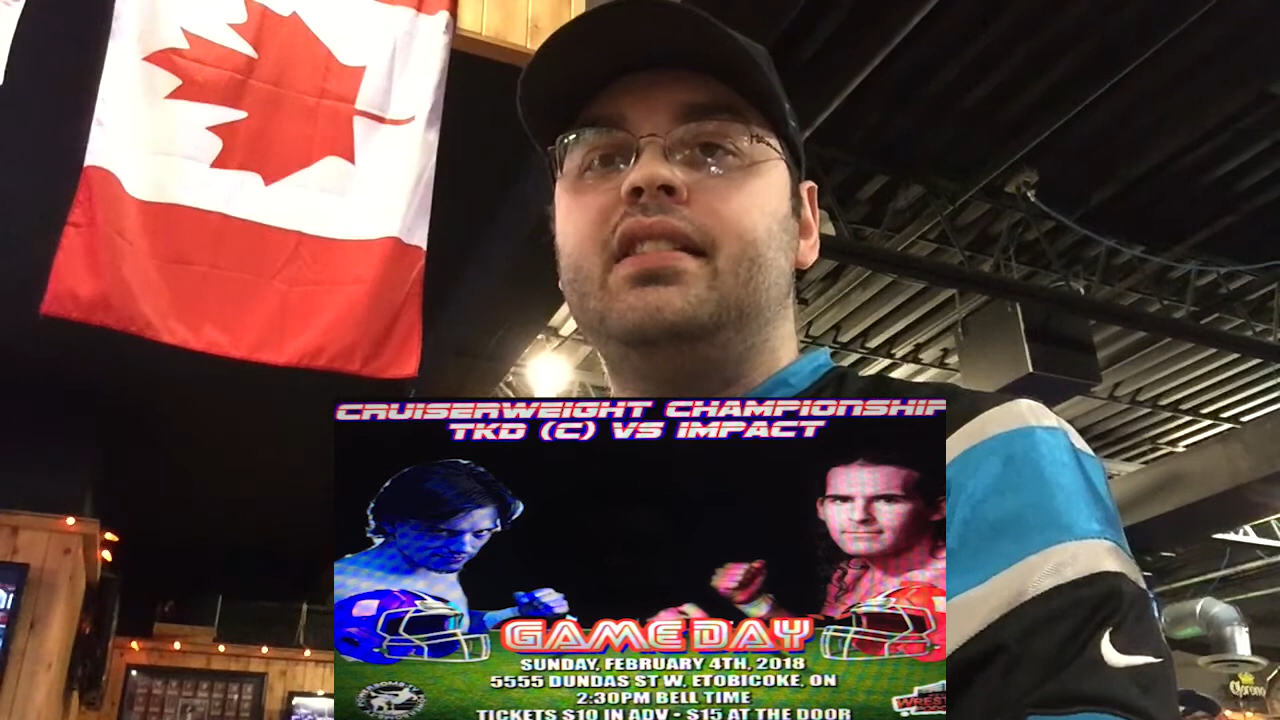 CRUISERWEIGHT CHAMPIONSHIP
TKD (C) VS IMPACT
GAME DAY
SUNDAY, FEBRUARY 4TH, 2018
5555 DUNDAS ST W, ETOBICOKE, ON
2:30PM BELL TIME
TICKETS $10 IN ADV - $15 AT THE DOOR
Corona